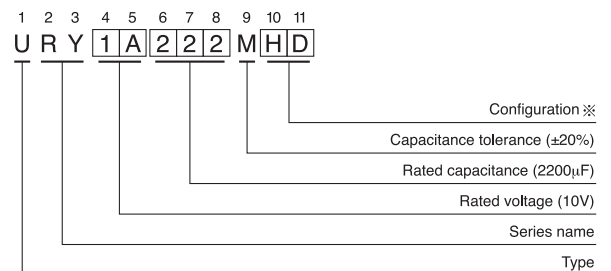 1 2 3 4 5 6 7 8 9 10 11
U R Y 1 A 2 2 2 M H D
Configuration ※
Capacitance tolerance (±20%)
Rated capacitance (2200μF)
Rated voltage (10V)
Series name
Type